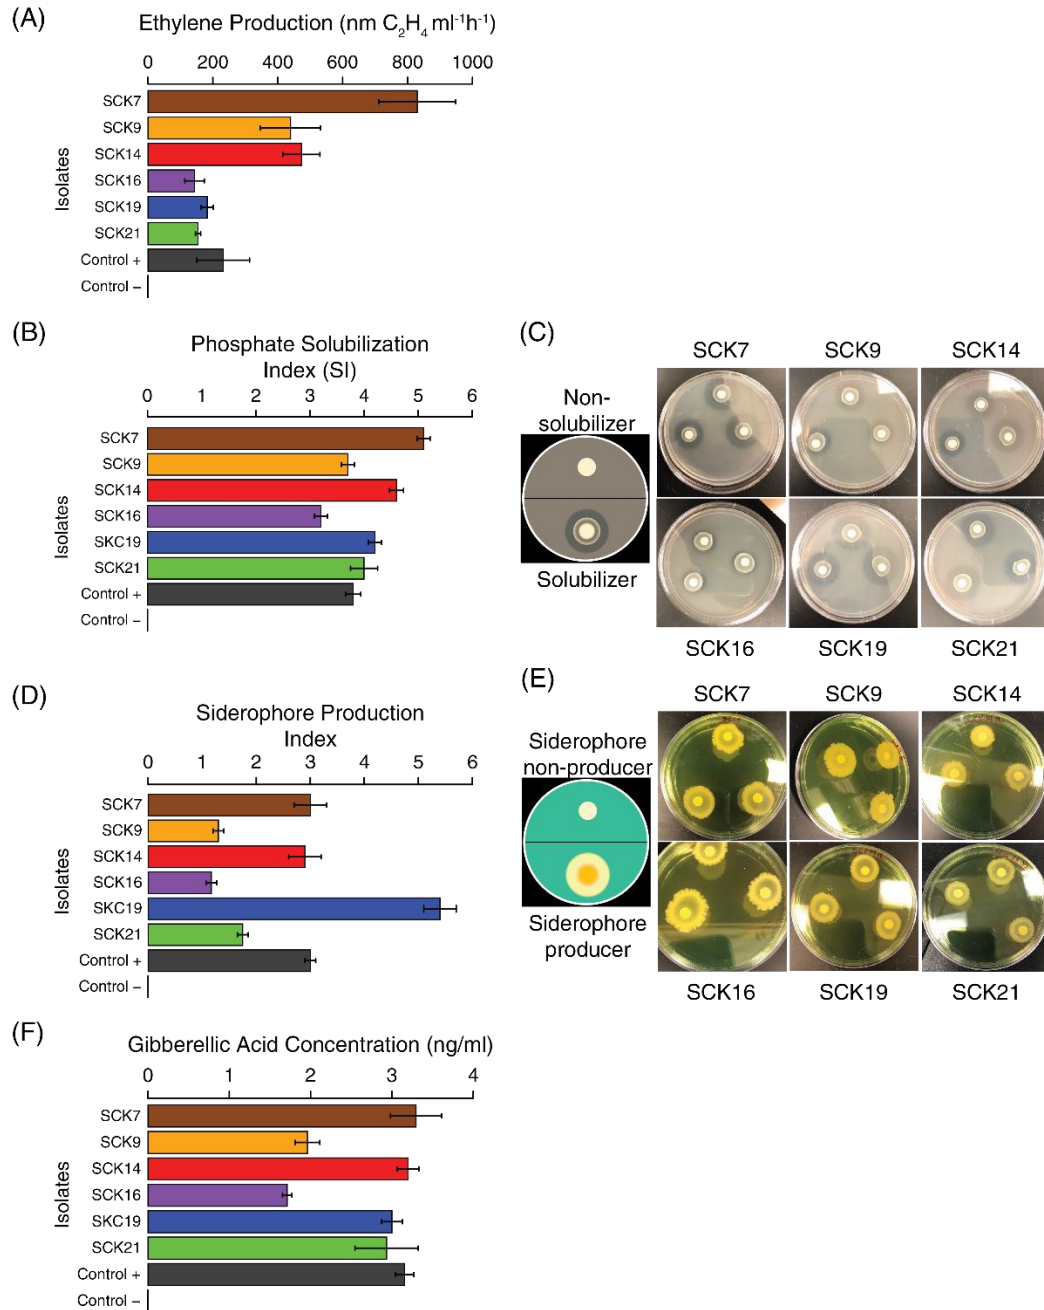 (A)
Ethylene Production (nm C₂H₄ ml⁻¹h⁻¹)
0 200 400 600 800 1000
Isolates
SCK7
SCK9
SCK14
SCK16
SCK19
SCK21
Control +
Control –
(B)
Phosphate Solubilization
Index (SI)
0 1 2 3 4 5 6
Isolates
SCK7
SCK9
SCK14
SCK16
SKC19
SCK21
Control +
Control –
(C)
Non-
solubilizer
Solubilizer
SCK7 SCK9 SCK14
SCK16 SCK19 SCK21
(D)
Siderophore Production
Index
0 1 2 3 4 5 6
Isolates
SCK7
SCK9
SCK14
SCK16
SKC19
SCK21
Control +
Control –
(E)
Siderophore
non-producer
Siderophore
producer
SCK7 SCK9 SCK14
SCK16 SCK19 SCK21
(F)
Gibberellic Acid Concentration (ng/ml)
0 1 2 3 4
Isolates
SCK7
SCK9
SCK14
SCK16
SKC19
SCK21
Control +
Control –